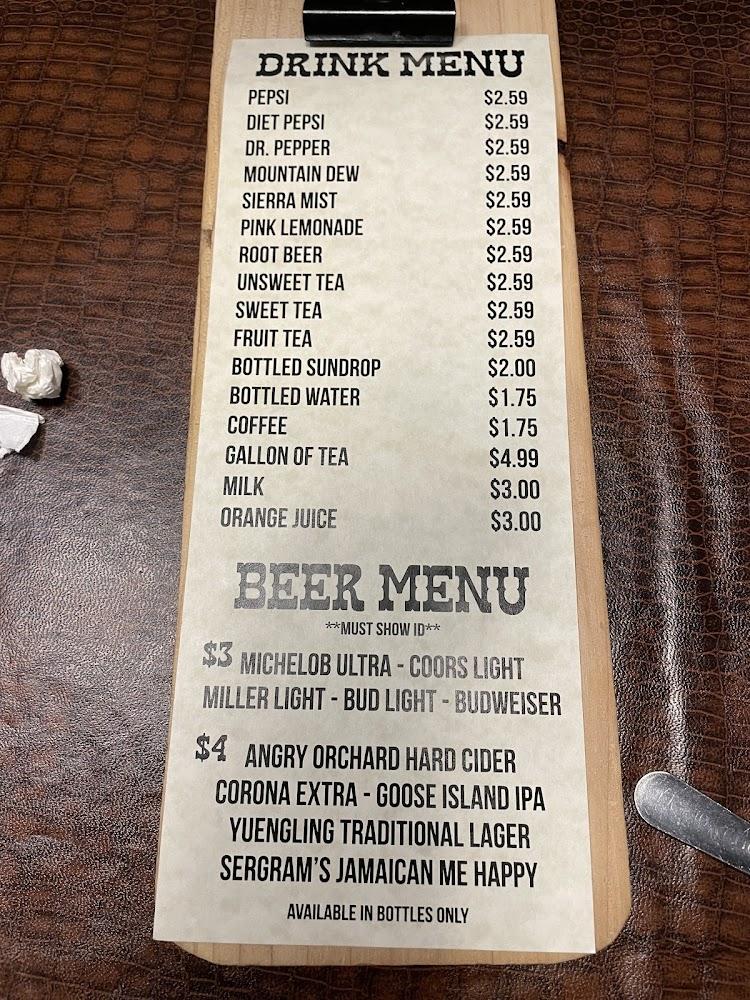 DRINK MENU
PEPSI $2.59
DIET PEPSI $2.59
DR. PEPPER $2.59
MOUNTAIN DEW $2.59
SIERRA MIST $2.59
PINK LEMONADE $2.59
ROOT BEER $2.59
UNSWEET TEA $2.59
SWEET TEA $2.59
FRUIT TEA $2.59
BOTTLED SUNDROP $2.00
BOTTLED WATER $1.75
COFFEE $1.75
GALLON OF TEA $4.99
MILK $3.00
ORANGE JUICE $3.00
BEER MENU
**MUST SHOW ID**
$3 MICHELOB ULTRA - COORS LIGHT
MILLER LIGHT - BUD LIGHT - BUDWEISER
$4 ANGRY ORCHARD HARD CIDER
CORONA EXTRA - GOOSE ISLAND IPA
YUENGLING TRADITIONAL LAGER
SERGRAM'S JAMAICAN ME HAPPY
AVAILABLE IN BOTTLES ONLY